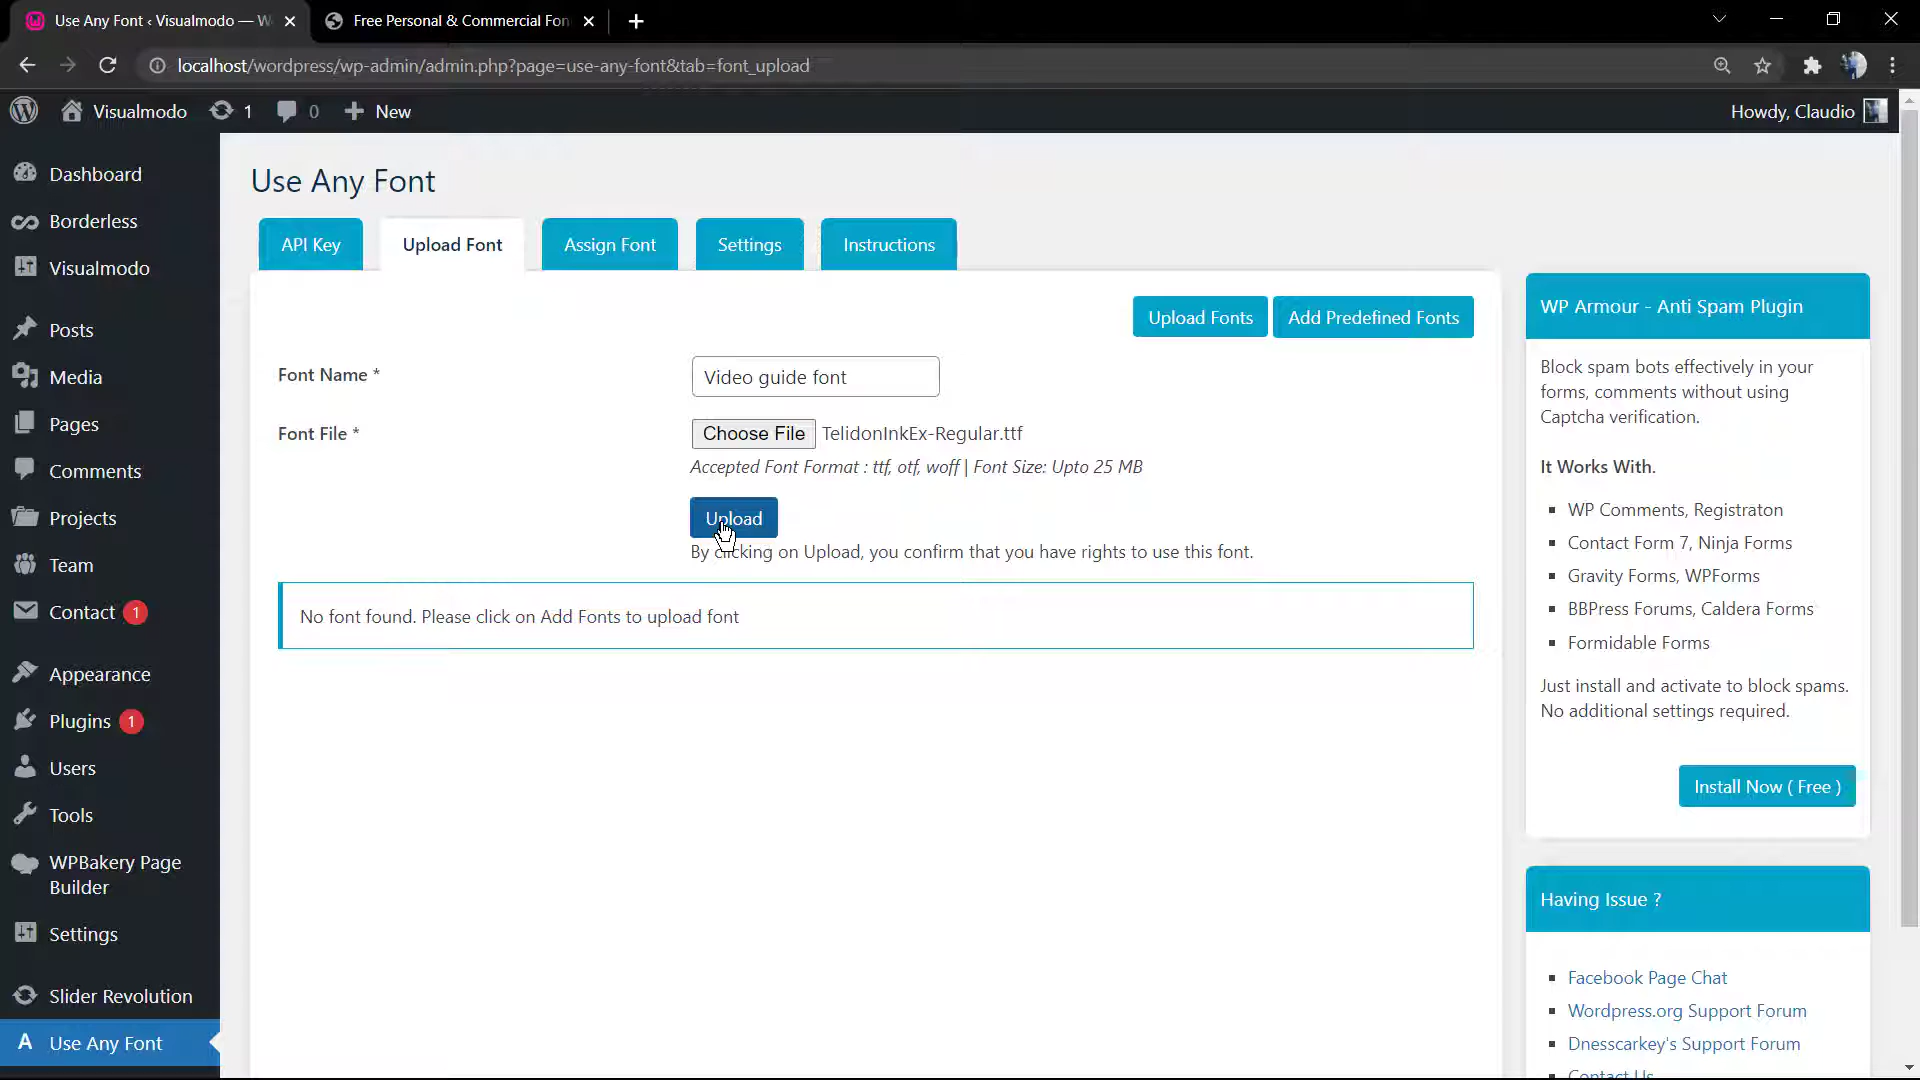 Use Any Font ‹ Visualmodo — W
Free Personal & Commercial Fon
localhost/wordpress/wp-admin/admin.php?page=use-any-font&tab=font_upload
Visualmodo
1
0
New
Howdy, Claudio
Dashboard
Borderless
Visualmodo
Posts
Media
Pages
Comments
Projects
Team
Contact 1
Appearance
Plugins 1
Users
Tools
WPBakery Page
Builder
Settings
Slider Revolution
A Use Any Font
Use Any Font
API Key
Upload Font
Assign Font
Settings
Instructions
Upload Fonts
Add Predefined Fonts
Font Name *
Video guide font
Font File *
Choose File TelidonInkEx-Regular.ttf
Accepted Font Format : ttf, otf, woff | Font Size: Upto 25 MB
Upload
By clicking on Upload, you confirm that you have rights to use this font.
No font found. Please click on Add Fonts to upload font
WP Armour - Anti Spam Plugin
Block spam bots effectively in your
forms, comments without using
Captcha verification.
It Works With.
WP Comments, Registraton
Contact Form 7, Ninja Forms
Gravity Forms, WPForms
BBPress Forums, Caldera Forms
Formidable Forms
Just install and activate to block spams.
No additional settings required.
Install Now ( Free )
Having Issue ?
Facebook Page Chat
Wordpress.org Support Forum
Dnesscarkey's Support Forum
Contact Us